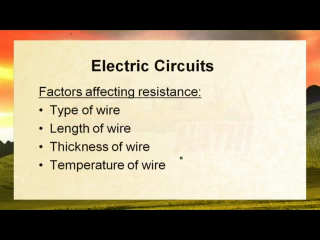 Electric Circuits
Factors affecting resistance:
• Type of wire
• Length of wire
• Thickness of wire
• Temperature of wire